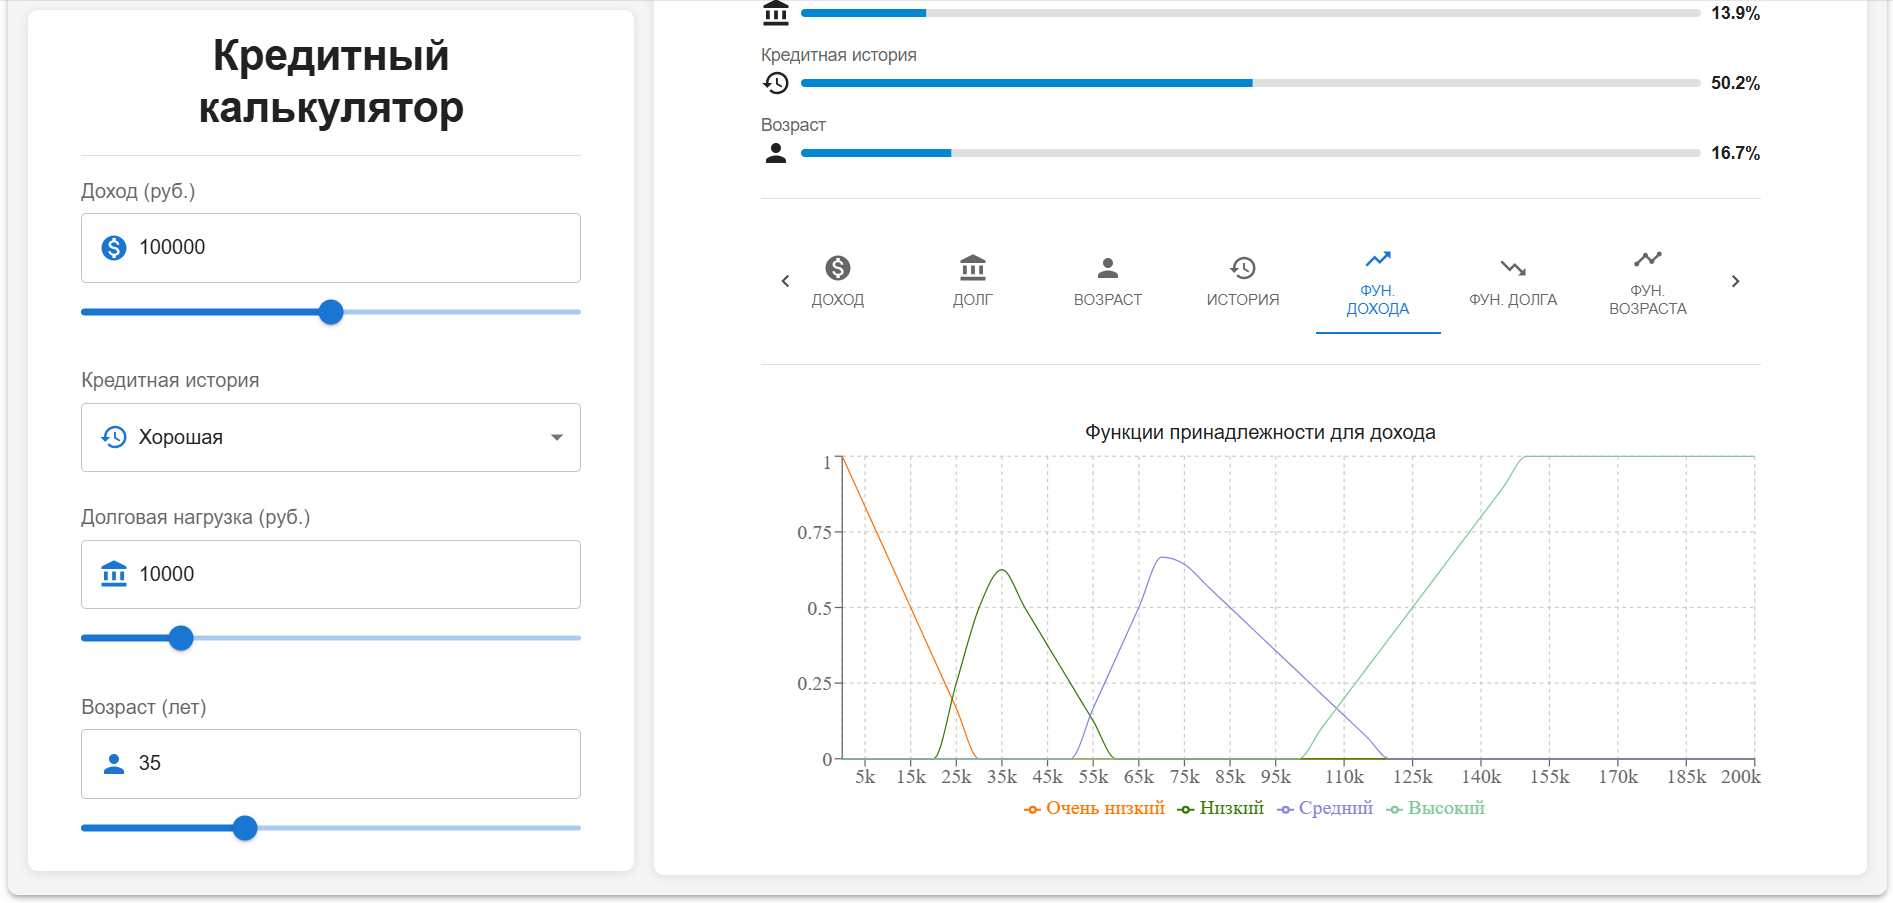 Кредитный
калькулятор
Доход (руб.)
100000
Кредитная история
Хорошая
Долговая нагрузка (руб.)
10000
Возраст (лет)
35
13.9%
Кредитная история
50.2%
Возраст
16.7%
ДОХОД
ДОЛГ
ВОЗРАСТ
ИСТОРИЯ
ФУН.
ДОХОДА
ФУН. ДОЛГА
ФУН.
ВОЗРАСТА
Функции принадлежности для дохода
1
0.75
0.5
0.25
0
5k 15k 25k 35k 45k 55k 65k 75k 85k 95k 110k 125k 140k 155k 170k 185k 200k
Очень низкий Низкий Средний Высокий